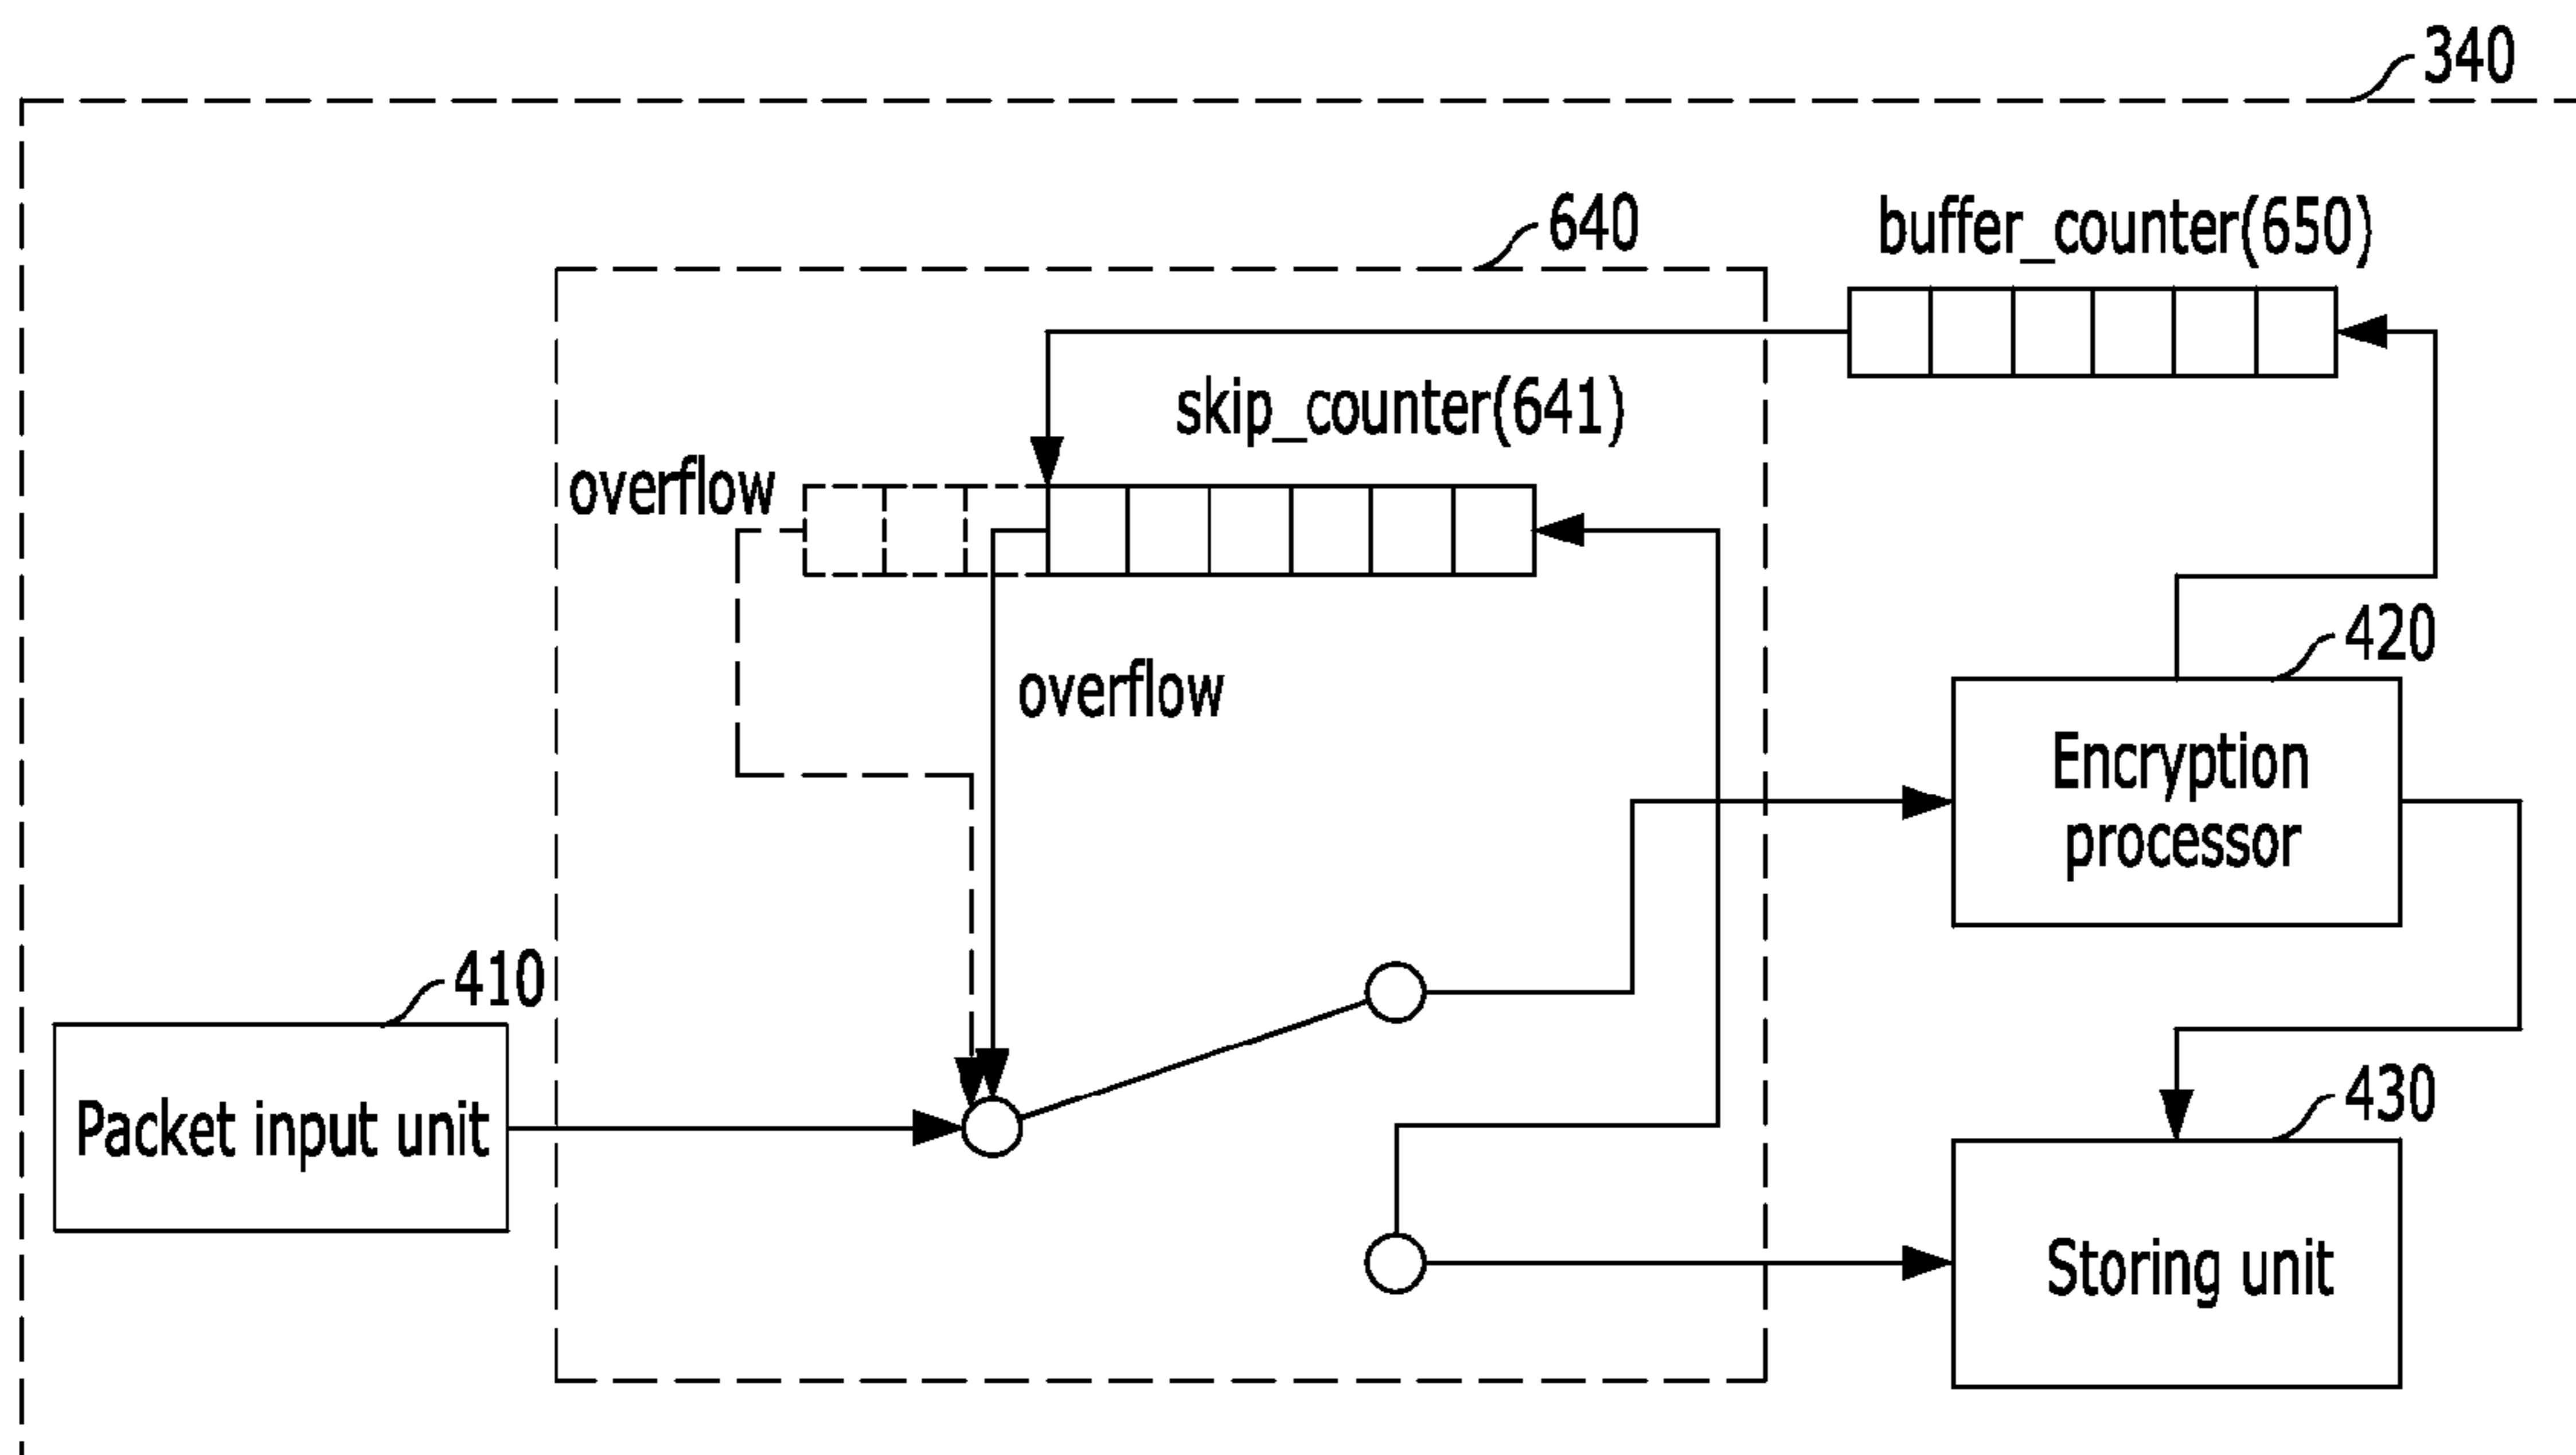 340
640
buffer_counter(650)
skip_counter(641)
overflow
overflow
420
Encryption
processor
410
Packet input unit
430
Storing unit